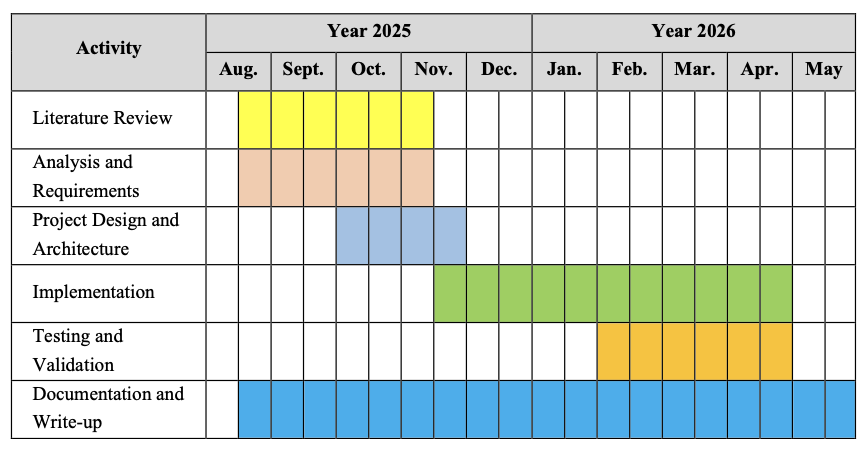 Activity
Year 2025
Year 2026
Aug.
Sept.
Oct.
Nov.
Dec.
Jan.
Feb.
Mar.
Apr.
May
Literature Review
Analysis and
Requirements
Project Design and
Architecture
Implementation
Testing and
Validation
Documentation and
Write-up